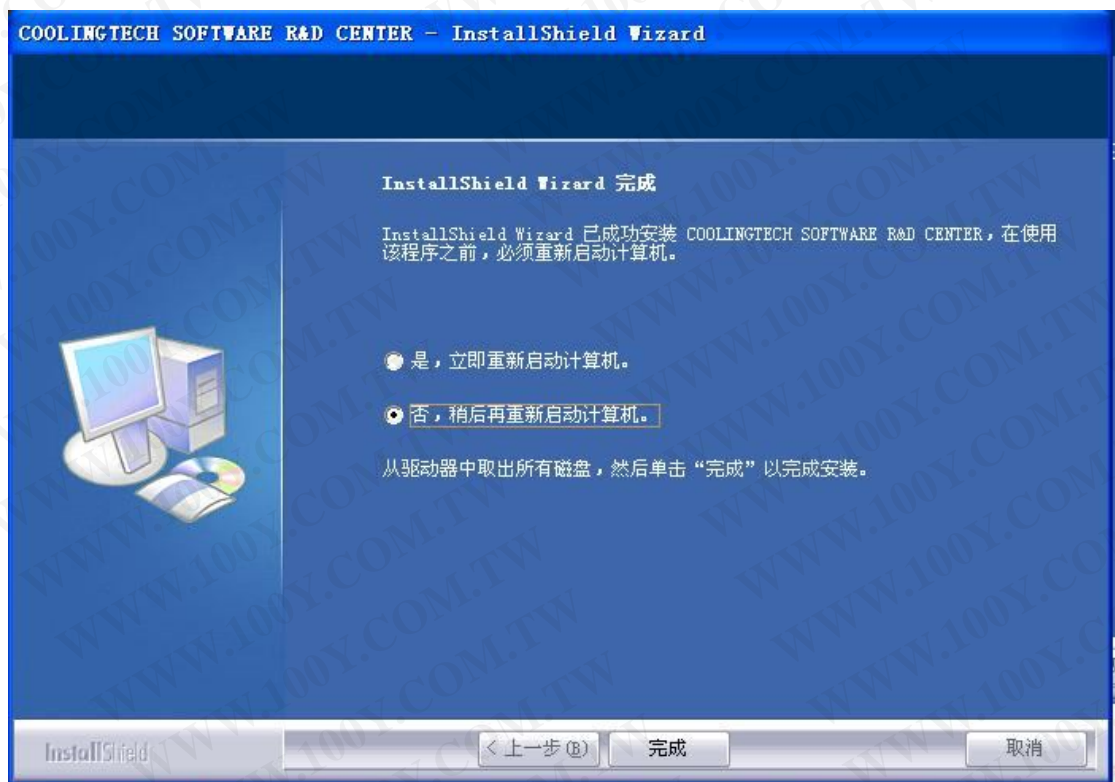 COOLINGTECH SOFTWARE R&D CENTER - InstallShield Wizard
InstallShield Wizard 完成
InstallShield Wizard 已成功安装 COOLINGTECH SOFTWARE R&D CENTER，在使用
该程序之前，必须重新启动计算机。
是，立即重新启动计算机。
否，稍后再重新启动计算机。
从驱动器中取出所有磁盘，然后单击“完成”以完成安装。
InstallShield
< 上一步(B)
完成
取消
WWW.100Y.COM.TW